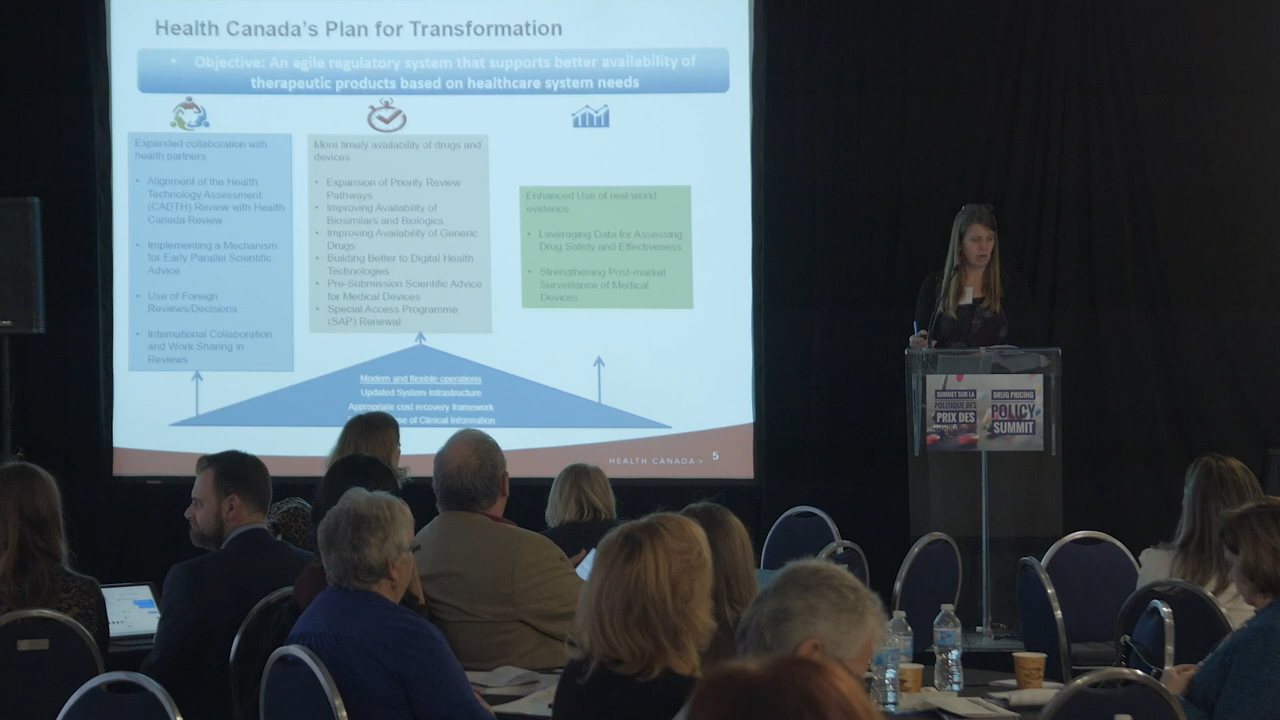 Health Canada's Plan for Transformation
• Objective: An agile regulatory system that supports better availability of
therapeutic products based on healthcare system needs
Expanded collaboration with
health partners
• Alignment of the Health
Technology Assessment
(CADTH) Review with Health
Canada Review
• Implementing a Mechanism
for Early Parallel Scientific
Advice
• Use of Foreign
Reviews/Decisions
• International Collaboration
and Work Sharing in
Reviews
More timely availability of drugs and
devices
• Expansion of Priority Review
Pathways
• Improving Availability of
Biosimilars and Biologics
• Improving Availability of Generic
Drugs
• Building Better to Digital Health
Technologies
• Pre-Submission Scientific Advice
for Medical Devices
• Special Access Programme
(SAP) Renewal
Enhanced Use of real-world
evidence
• Leveraging Data for Assessing
Drug Safety and Effectiveness
• Strengthening Post-market
Surveillance of Medical
Devices
Modern and flexible operations
Updated System Infrastructure
Appropriate cost recovery framework
of Clinical Information
HEALTH CANADA >
5
SOMMET SUR LA
POLITIQUE DES
PRIX DES
DRUG PRICING
POLICY
SUMMIT